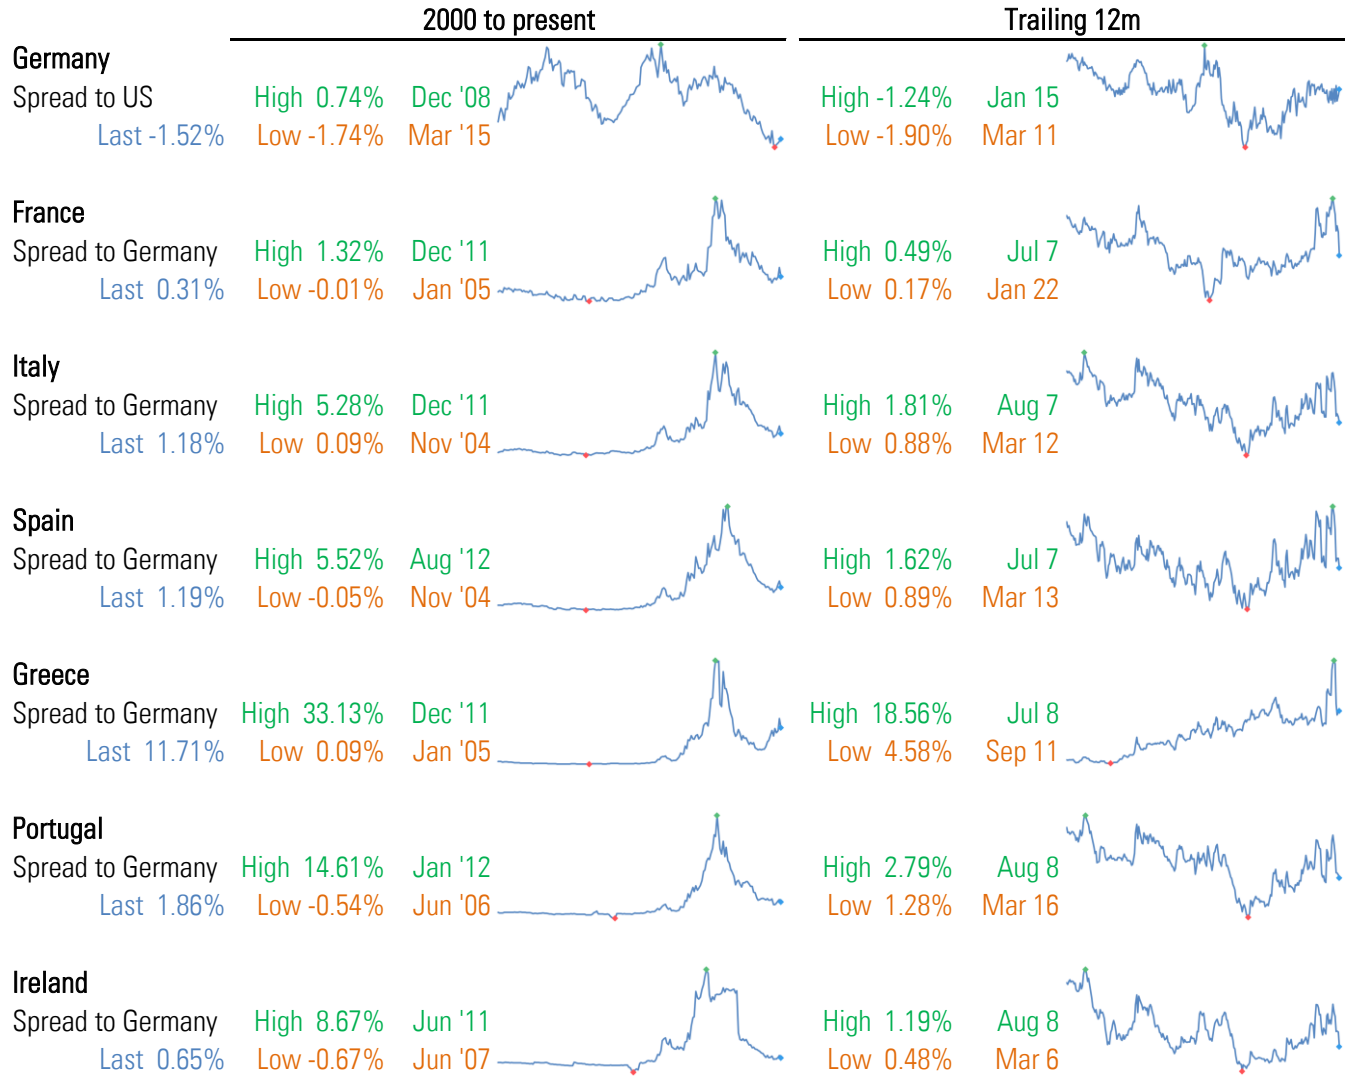 2000 to present Trailing 12m
Germany
Spread to US High 0.74% Dec '08 High -1.24% Jan 15
Last -1.52% Low -1.74% Mar '15 Low -1.90% Mar 11
France
Spread to Germany High 1.32% Dec '11 High 0.49% Jul 7
Last 0.31% Low -0.01% Jan '05 Low 0.17% Jan 22
Italy
Spread to Germany High 5.28% Dec '11 High 1.81% Aug 7
Last 1.18% Low 0.09% Nov '04 Low 0.88% Mar 12
Spain
Spread to Germany High 5.52% Aug '12 High 1.62% Jul 7
Last 1.19% Low -0.05% Nov '04 Low 0.89% Mar 13
Greece
Spread to Germany High 33.13% Dec '11 High 18.56% Jul 8
Last 11.71% Low 0.09% Jan '05 Low 4.58% Sep 11
Portugal
Spread to Germany High 14.61% Jan '12 High 2.79% Aug 8
Last 1.86% Low -0.54% Jun '06 Low 1.28% Mar 16
Ireland
Spread to Germany High 8.67% Jun '11 High 1.19% Aug 8
Last 0.65% Low -0.67% Jun '07 Low 0.48% Mar 6